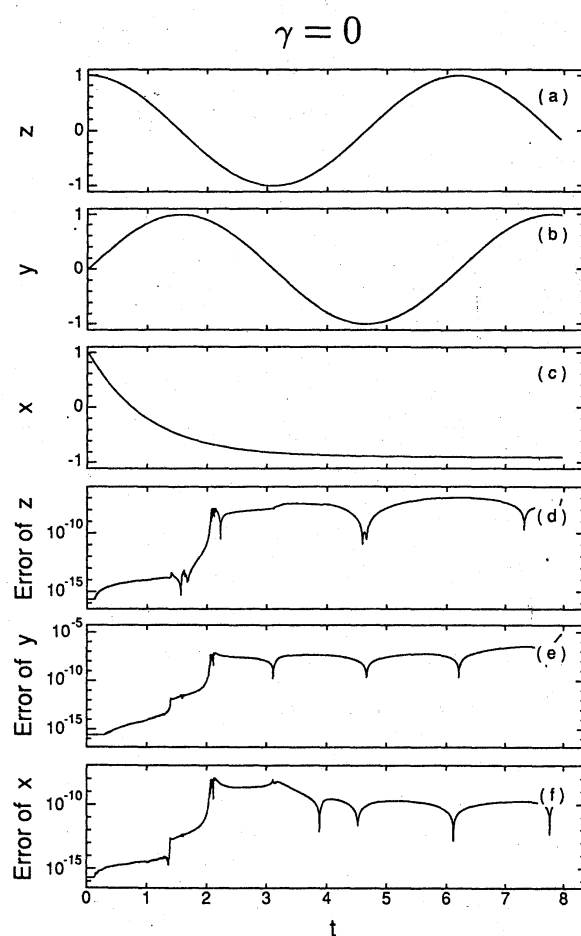 γ = 0
1
0
-1
z
(a)
1
0
-1
y
(b)
1
0
-1
x
(c)
10^-10
10^-15
Error of z
(d')
10^-5
10^-10
10^-15
Error of y
(e')
10^-10
10^-15
Error of x
(f)
0 1 2 3 4 5 6 7 8
t